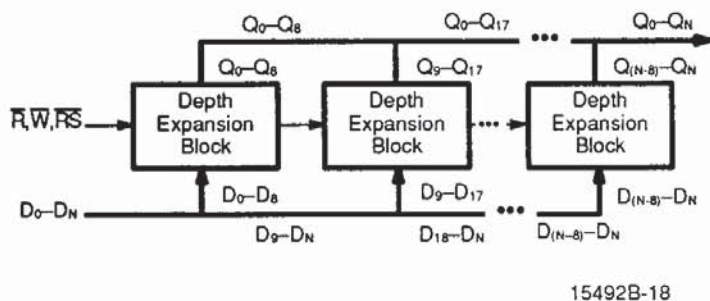 Q0–Q8 Q0–Q17 ••• Q0–QN
Q0–Q8 Q9–Q17 Q(N-8)–QN
R̅,W̅,R̅S̅
Depth Expansion Block
Depth Expansion Block
•••
Depth Expansion Block
D0–D8 D9–D17 D(N-8)–DN
D0–DN
•••
D9–DN D18–DN D(N–8)–DN
15492B-18